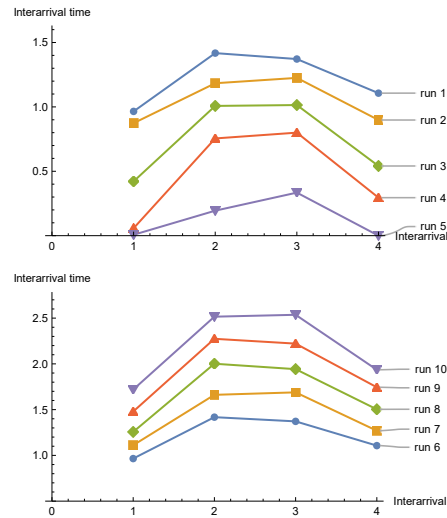 Interarrival time
1.5
1.0
0.5
run 1
run 2
run 3
run 4
run 5
Interarrival
0 1 2 3 4
Interarrival time
2.5
2.0
1.5
1.0
run 10
run 9
run 8
run 7
run 6
Interarrival
0 1 2 3 4